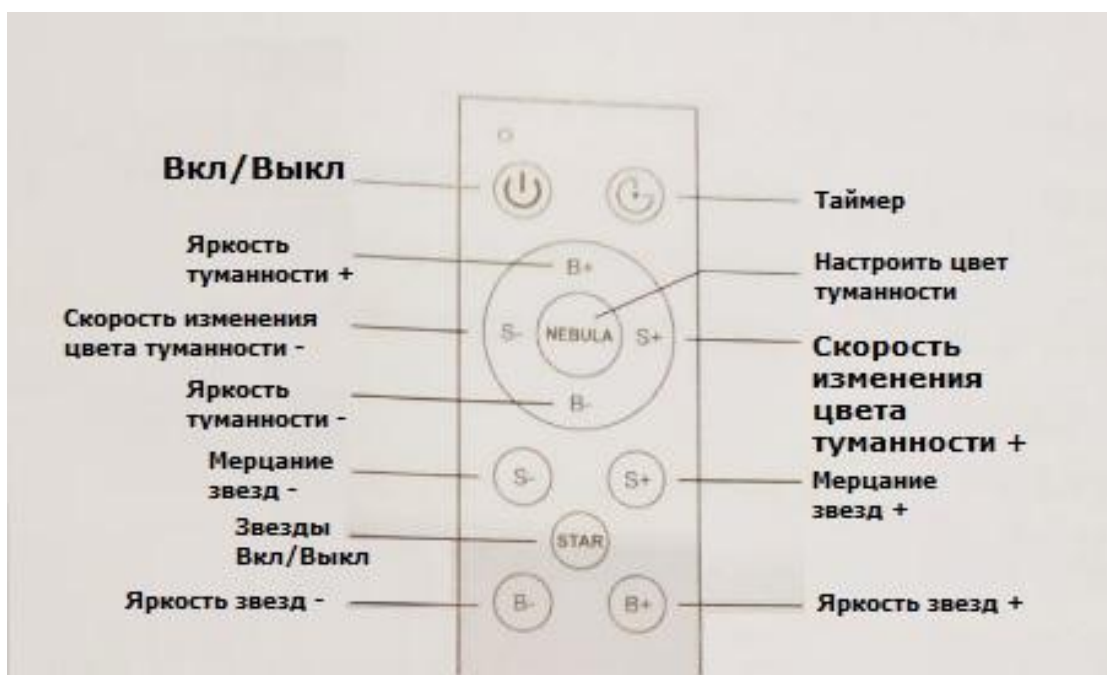 Вкл/Выкл
Таймер
Яркость
туманности +
B+
Настроить цвет
туманности
Скорость изменения
цвета туманности -
S-
NEBULA
S+
Скорость
изменения
цвета
туманности +
Яркость
туманности -
B-
Мерцание
звезд -
S-
S+
Мерцание
звезд +
Звезды
Вкл/Выкл
STAR
Яркость звезд -
B-
B+
Яркость звезд +